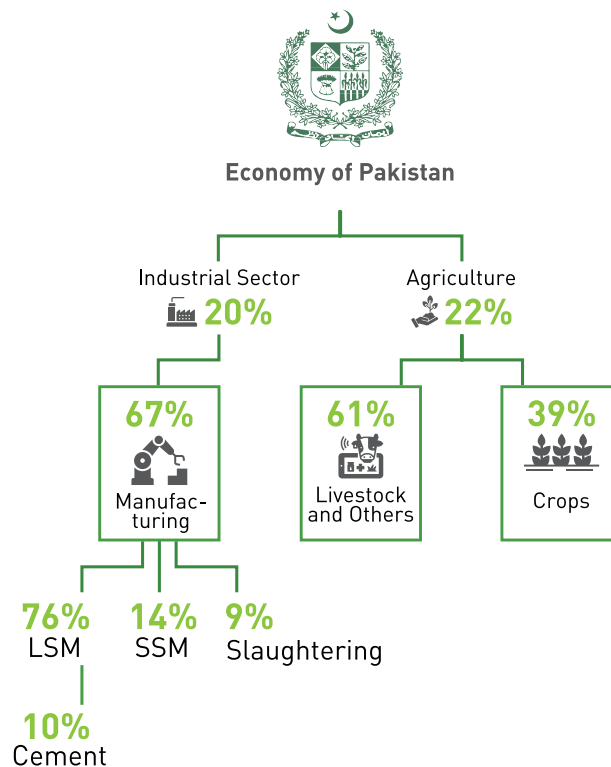 Economy of Pakistan
Industrial Sector
20%
Agriculture
22%
67%
Manufac-
turing
61%
Livestock
and Others
39%
Crops
76%
LSM
14%
SSM
9%
Slaughtering
10%
Cement